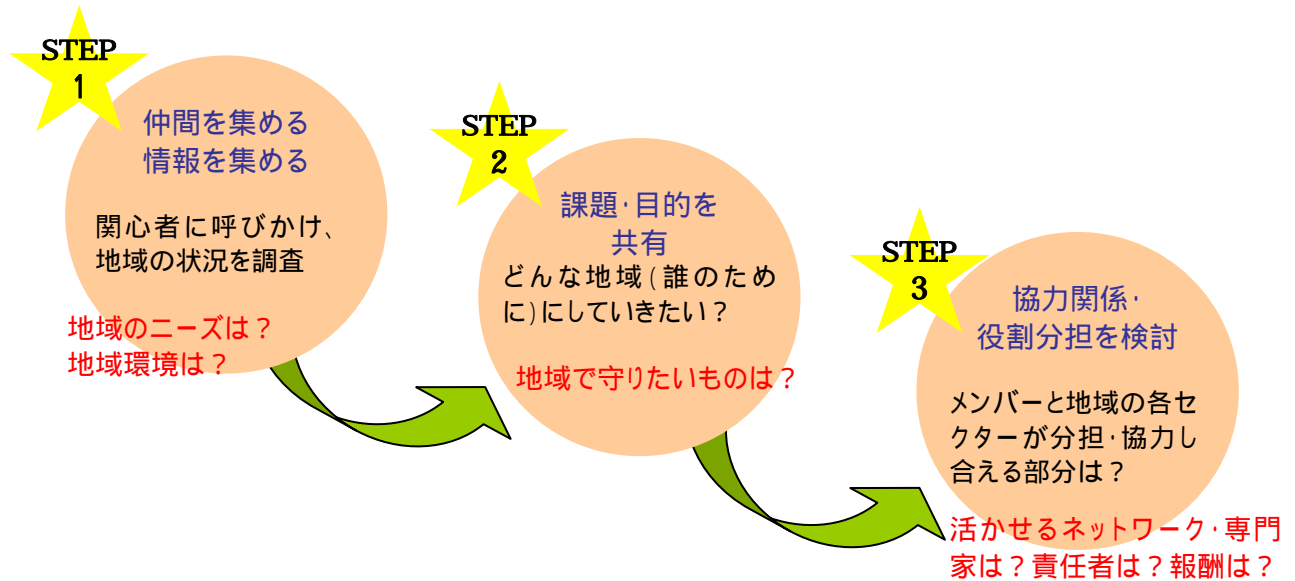 STEP
1
仲間を集める
情報を集める
関心者に呼びかけ、
地域の状況を調査
地域のニーズは？
地域環境は？
STEP
2
課題・目的を
共有
どんな地域(誰のため
に)にしていきたい？
地域で守りたいものは？
STEP
3
協力関係・
役割分担を検討
メンバーと地域の各セ
クターが分担・協力し
合える部分は？
活かせるネットワーク・専門
家は？責任者は？報酬は？